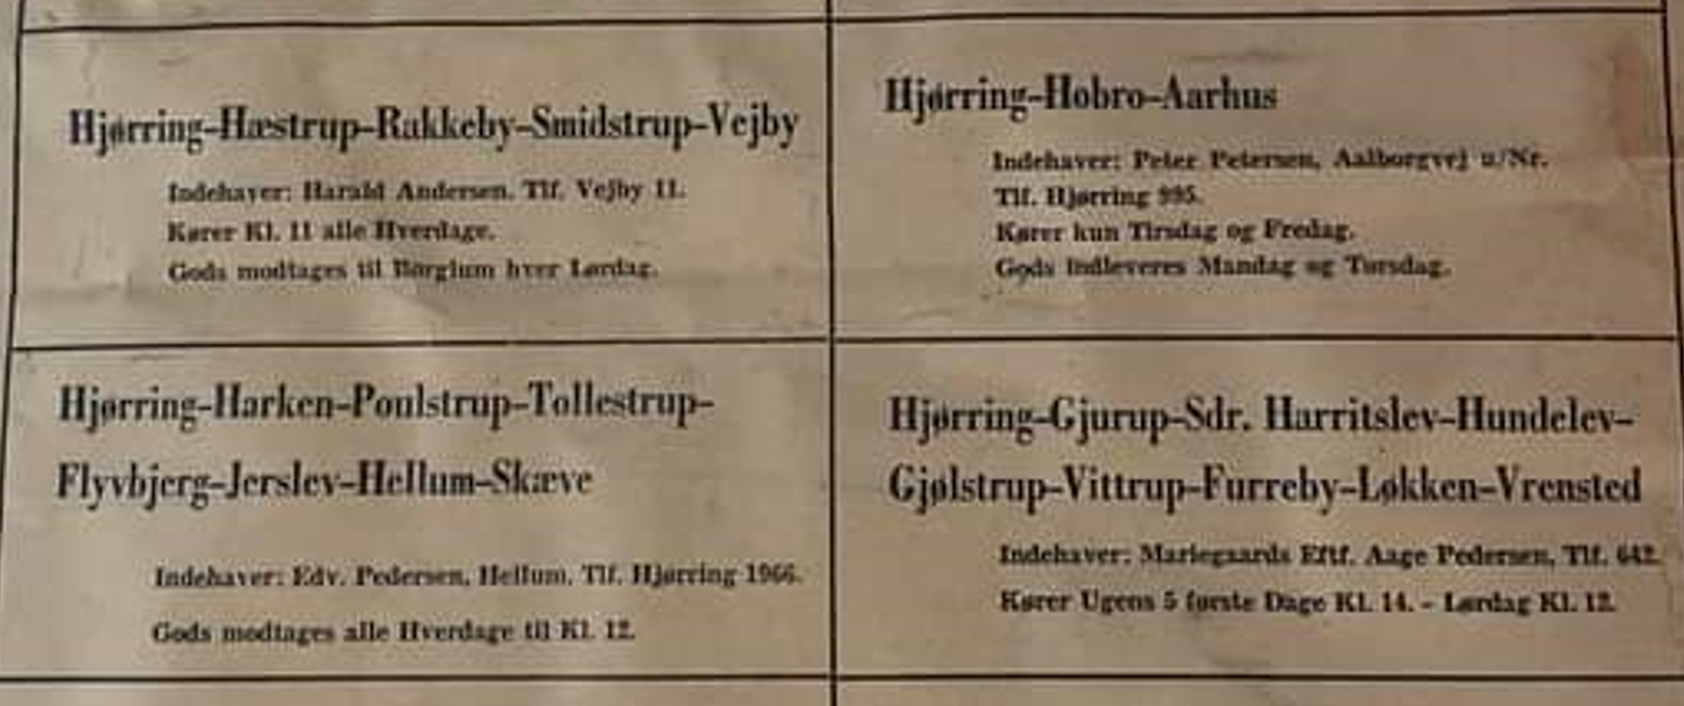 Hjørring–Hæstrup–Rakkeby–Smidstrup–Vejby
Indehaver: Harald Andersen. Tlf. Vejby 11.
Kører Kl. 11 alle Hverdage.
Gods modtages til Børglum hver Lørdag.
Hjørring–Hobro–Aarhus
Indehaver: Peter Petersen, Aalborgvej u/Nr.
Tlf. Hjørring 995.
Kører kun Tirsdag og Fredag.
Gods indleveres Mandag og Torsdag.
Hjørring–Harken–Poulstrup–Tollestrup–
Flyvbjerg–Jerslev–Hellum–Skæve
Indehaver: Edv. Pedersen, Hellum. Tlf. Hjørring 1966.
Gods modtages alle Hverdage til Kl. 12.
Hjørring–Gjurup–Sdr. Harritslev–Hundelev–
Gjølstrup–Vittrup–Furreby–Løkken–Vrensted
Indehaver: Mariegaards Eftf. Aage Pedersen, Tlf. 642.
Kører Ugens 5 første Dage Kl. 14. – Lørdag Kl. 12.